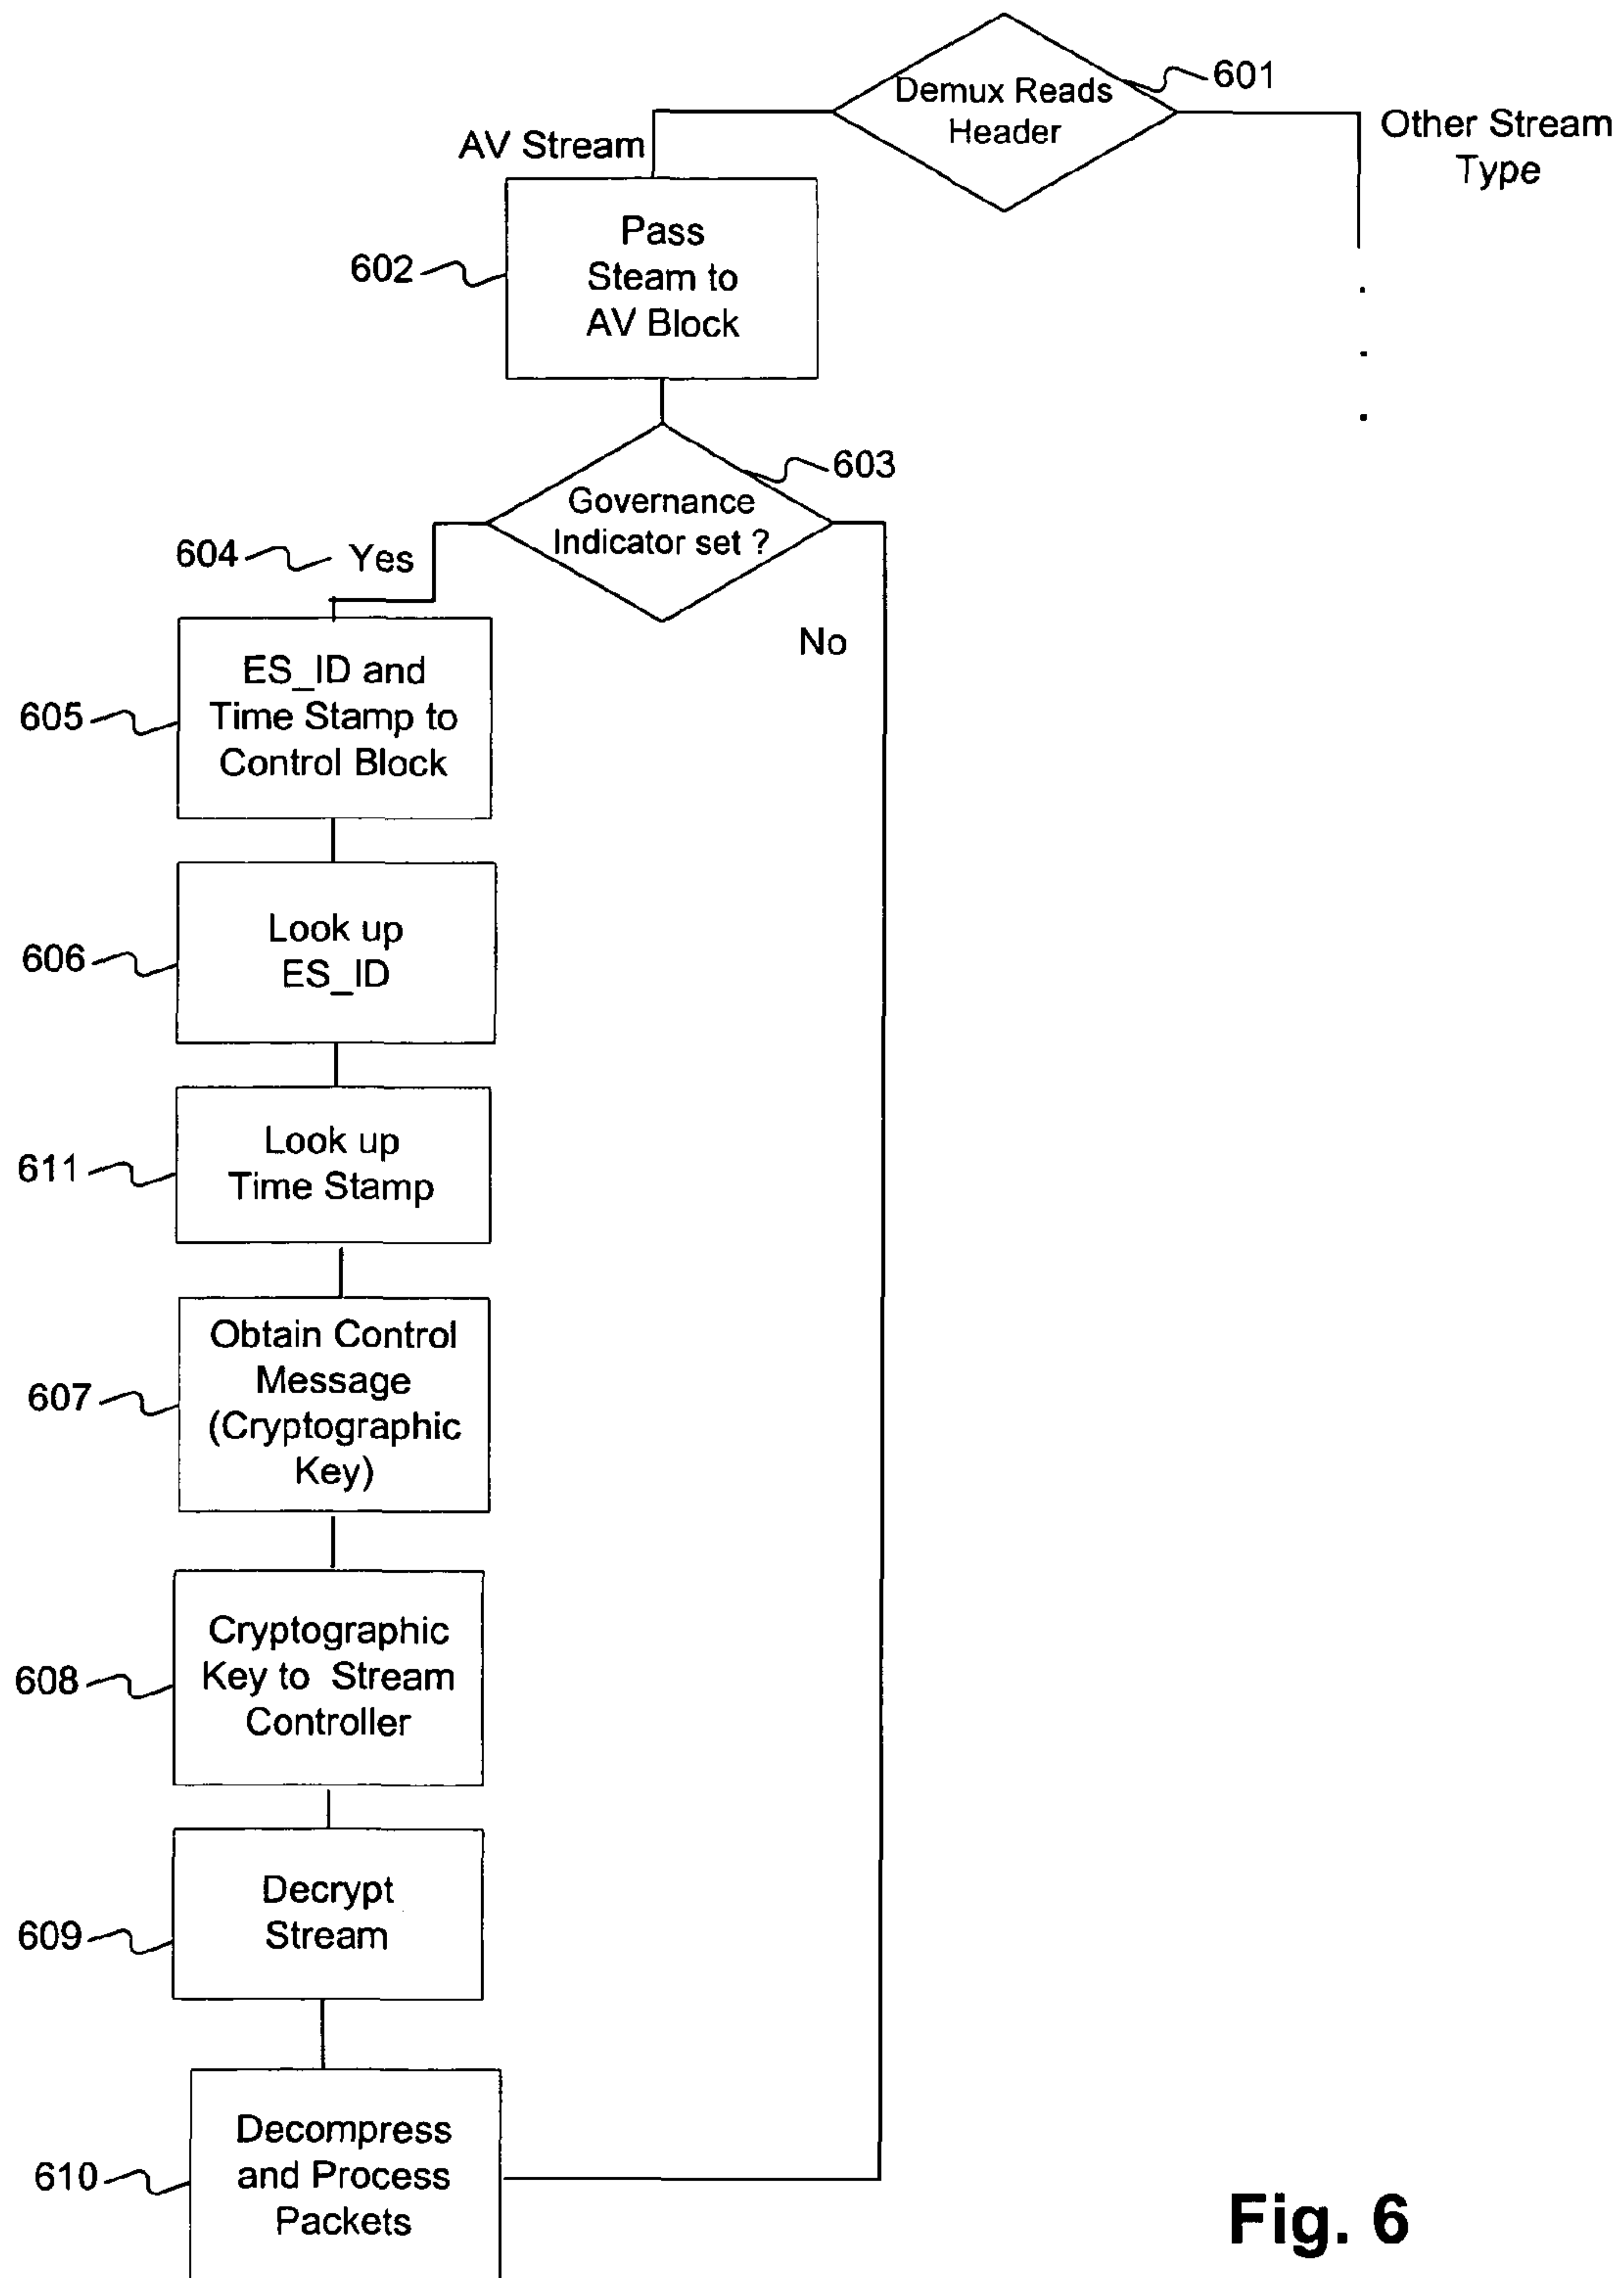 Demux Reads
Header
601
Other Stream
Type
AV Stream
Pass
Steam to
AV Block
602
Governance
Indicator set ?
603
604
Yes
No
ES_ID and
Time Stamp to
Control Block
605
Look up
ES_ID
606
Look up
Time Stamp
611
Obtain Control
Message
(Cryptographic
Key)
607
Cryptographic
Key to Stream
Controller
608
Decrypt
Stream
609
Decompress
and Process
Packets
610
Fig. 6